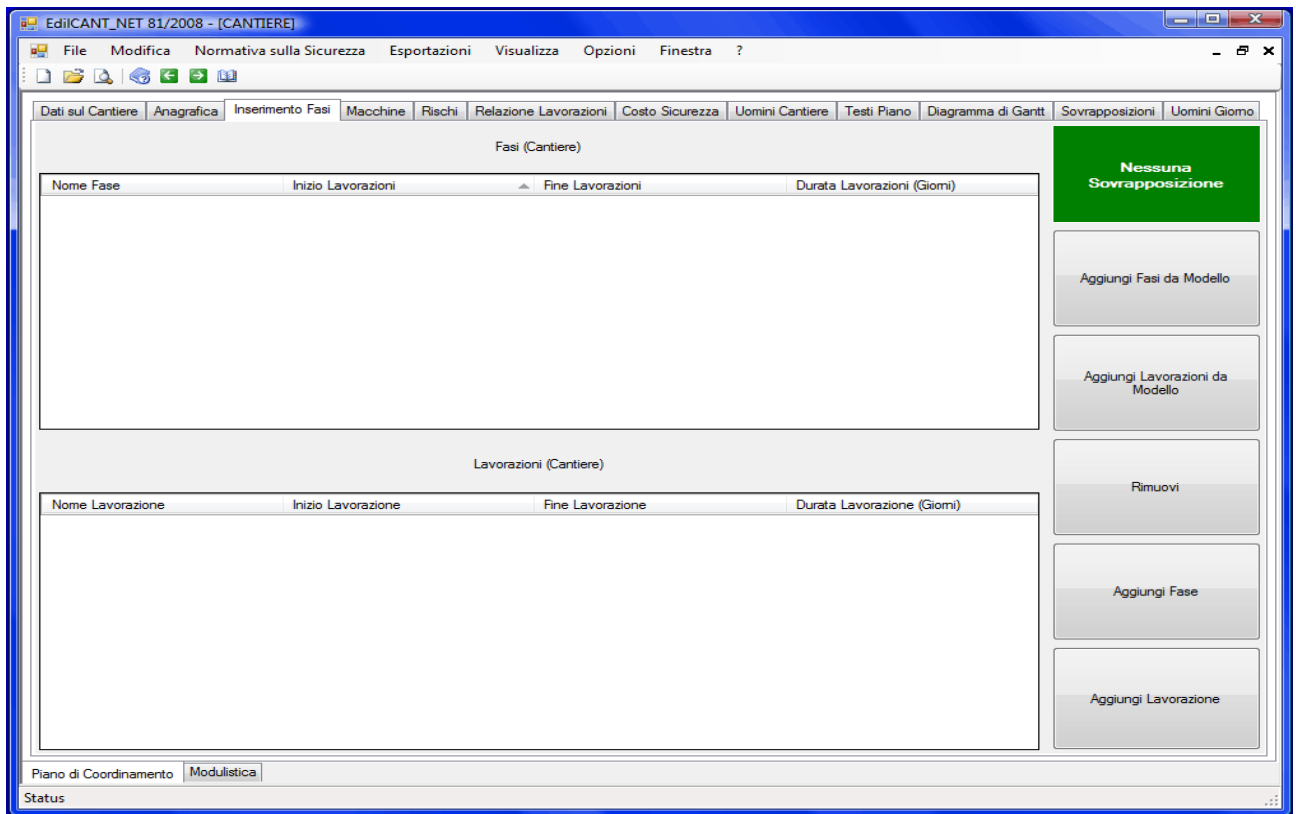 EdilCANT_NET 81/2008 - [CANTIERE]
File Modifica Normativa sulla Sicurezza Esportazioni Visualizza Opzioni Finestra ?
Dati sul Cantiere Anagrafica Inserimento Fasi Macchine Rischi Relazione Lavorazioni Costo Sicurezza Uomini Cantiere Testi Piano Diagramma di Gantt Sovrapposizioni Uomini Giorno
Fasi (Cantiere)
Nome Fase Inizio Lavorazioni Fine Lavorazioni Durata Lavorazioni (Giorni)
Nessuna
Sovrapposizione
Aggiungi Fasi da Modello
Aggiungi Lavorazioni da
Modello
Lavorazioni (Cantiere)
Nome Lavorazione Inizio Lavorazione Fine Lavorazione Durata Lavorazione (Giorni)
Rimuovi
Aggiungi Fase
Aggiungi Lavorazione
Piano di Coordinamento Modulistica
Status